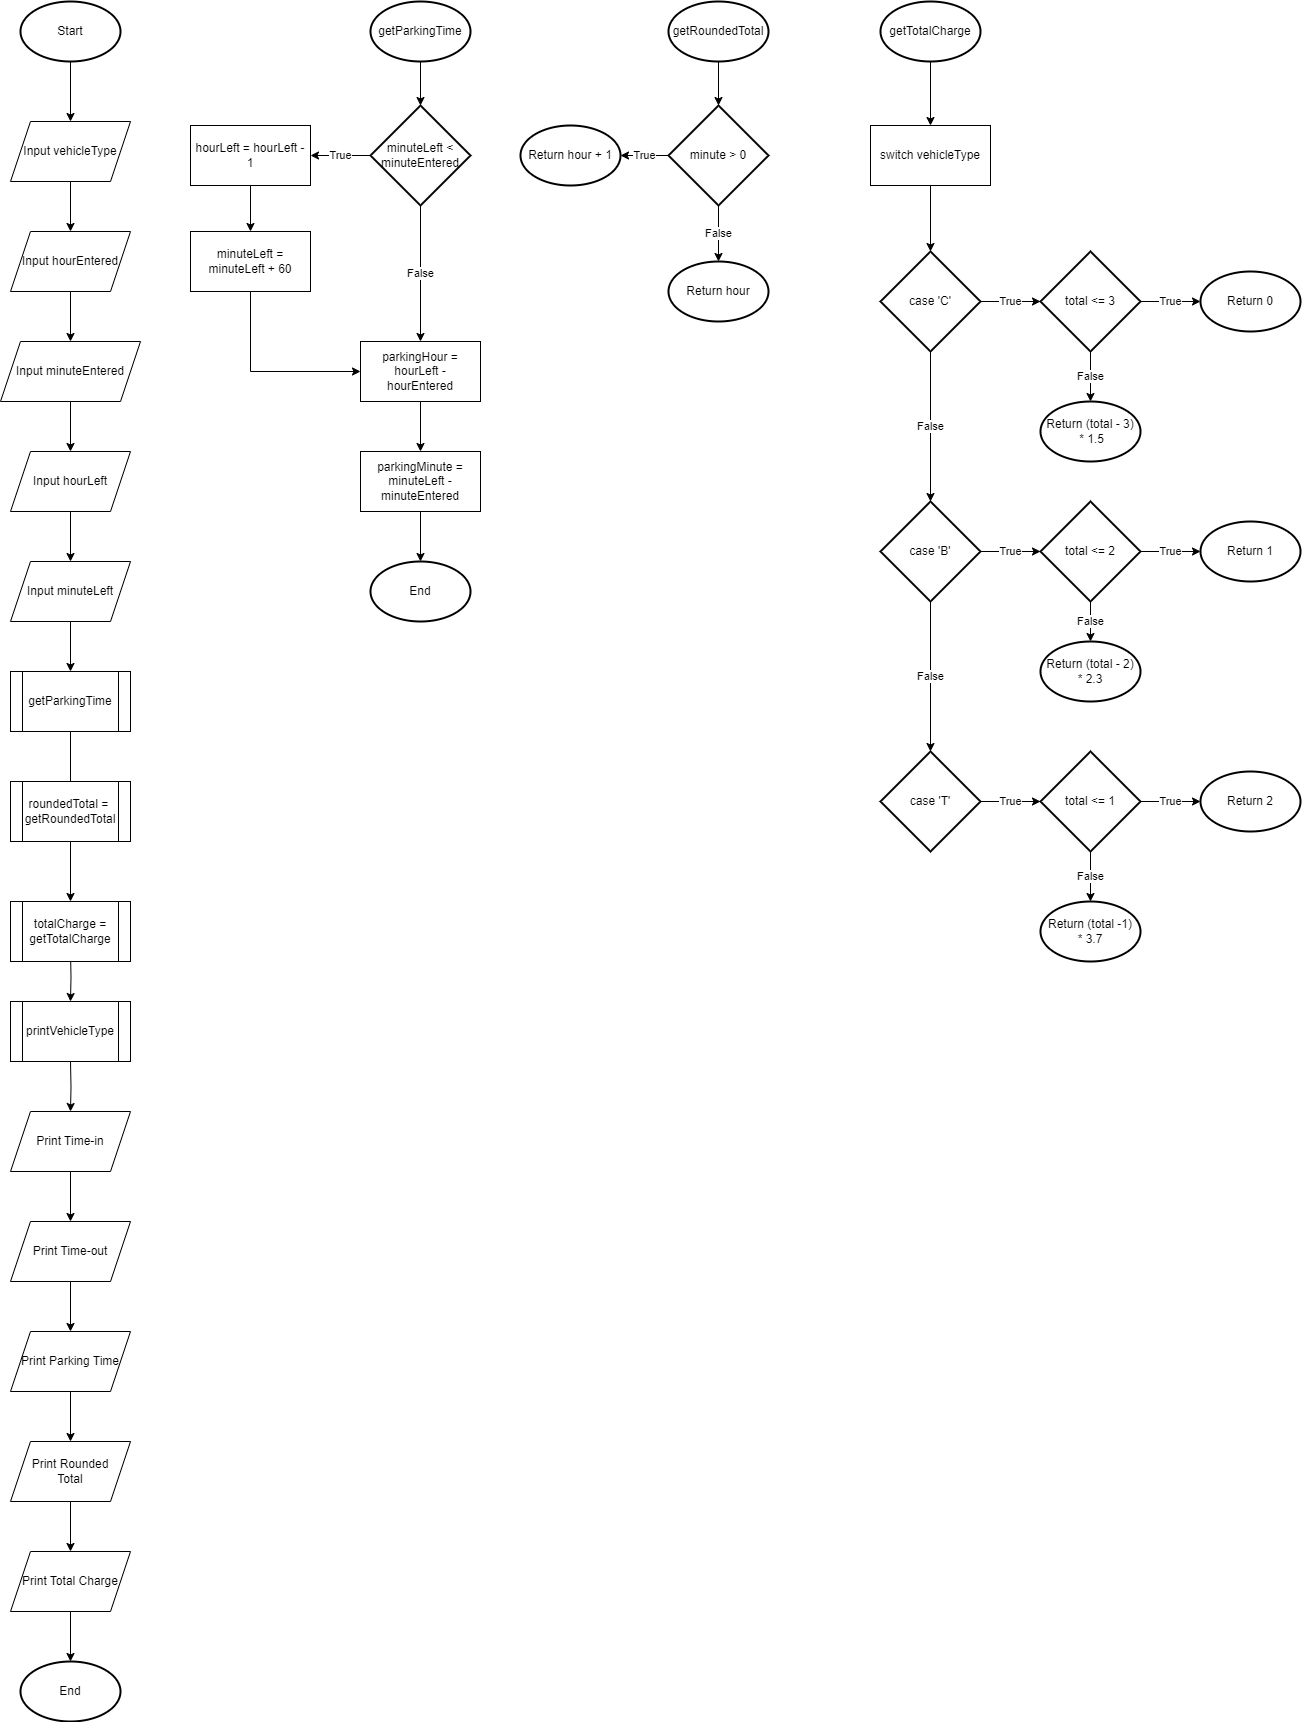 Start
Input vehicleType
Input hourEntered
Input minuteEntered
Input hourLeft
Input minuteLeft
getParkingTime
roundedTotal =
getRoundedTotal
totalCharge =
getTotalCharge
printVehicleType
Print Time-in
Print Time-out
Print Parking Time
Print Rounded
Total
Print Total Charge
End
getParkingTime
minuteLeft <
minuteEntered
True
hourLeft = hourLeft -
1
minuteLeft =
minuteLeft + 60
False
parkingHour =
hourLeft -
hourEntered
parkingMinute =
minuteLeft -
minuteEntered
End
getRoundedTotal
minute > 0
True
Return hour + 1
False
Return hour
getTotalCharge
switch vehicleType
case 'C'
True
total <= 3
True
Return 0
False
Return (total - 3)
* 1.5
False
case 'B'
True
total <= 2
True
Return 1
False
Return (total - 2)
* 2.3
False
case 'T'
True
total <= 1
True
Return 2
False
Return (total -1)
* 3.7